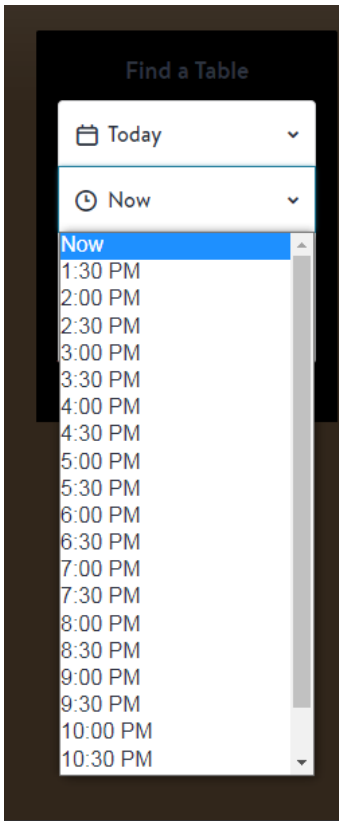 Find a Table
Today
Now
Now
1:30 PM
2:00 PM
2:30 PM
3:00 PM
3:30 PM
4:00 PM
4:30 PM
5:00 PM
5:30 PM
6:00 PM
6:30 PM
7:00 PM
7:30 PM
8:00 PM
8:30 PM
9:00 PM
9:30 PM
10:00 PM
10:30 PM